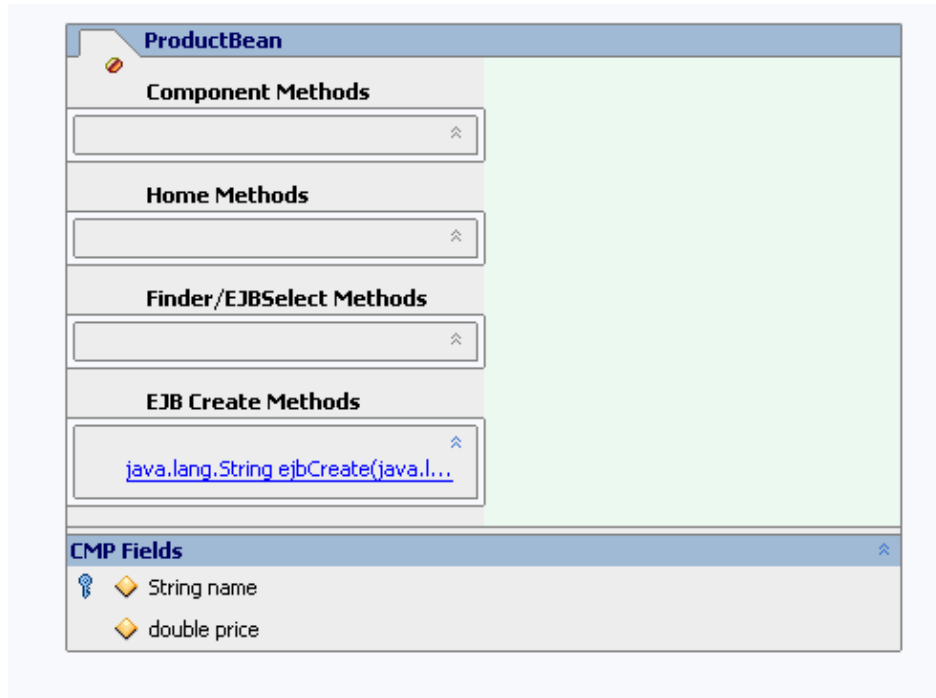 ProductBean
Component Methods
Home Methods
Finder/EJBSelect Methods
EJB Create Methods
java.lang.String ejbCreate(java.l...
CMP Fields
String name
double price